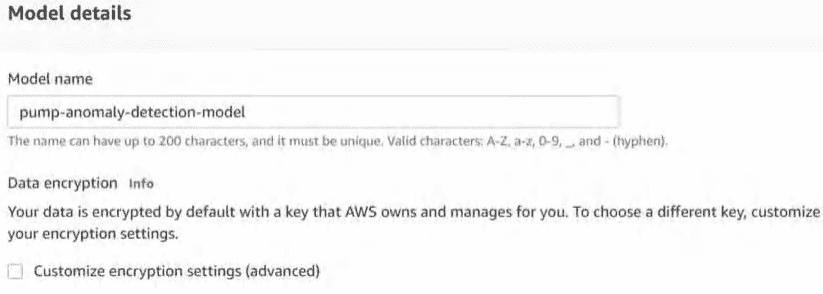 Model details
Model name
pump-anomaly-detection-model
The name can have up to 200 characters, and it must be unique. Valid characters: A-Z, a-z, 0-9, _, and - (hyphen).
Data encryption Info
Your data is encrypted by default with a key that AWS owns and manages for you. To choose a different key, customize
your encryption settings.
Customize encryption settings (advanced)